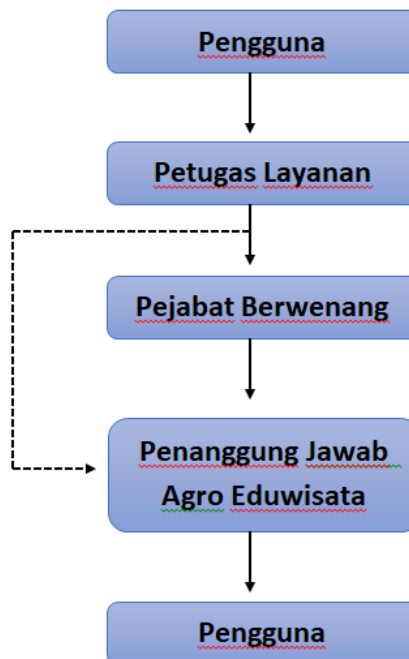 Pengguna
Petugas Layanan
Pejabat Berwenang
Penanggung Jawab
Agro Eduwisata
Pengguna